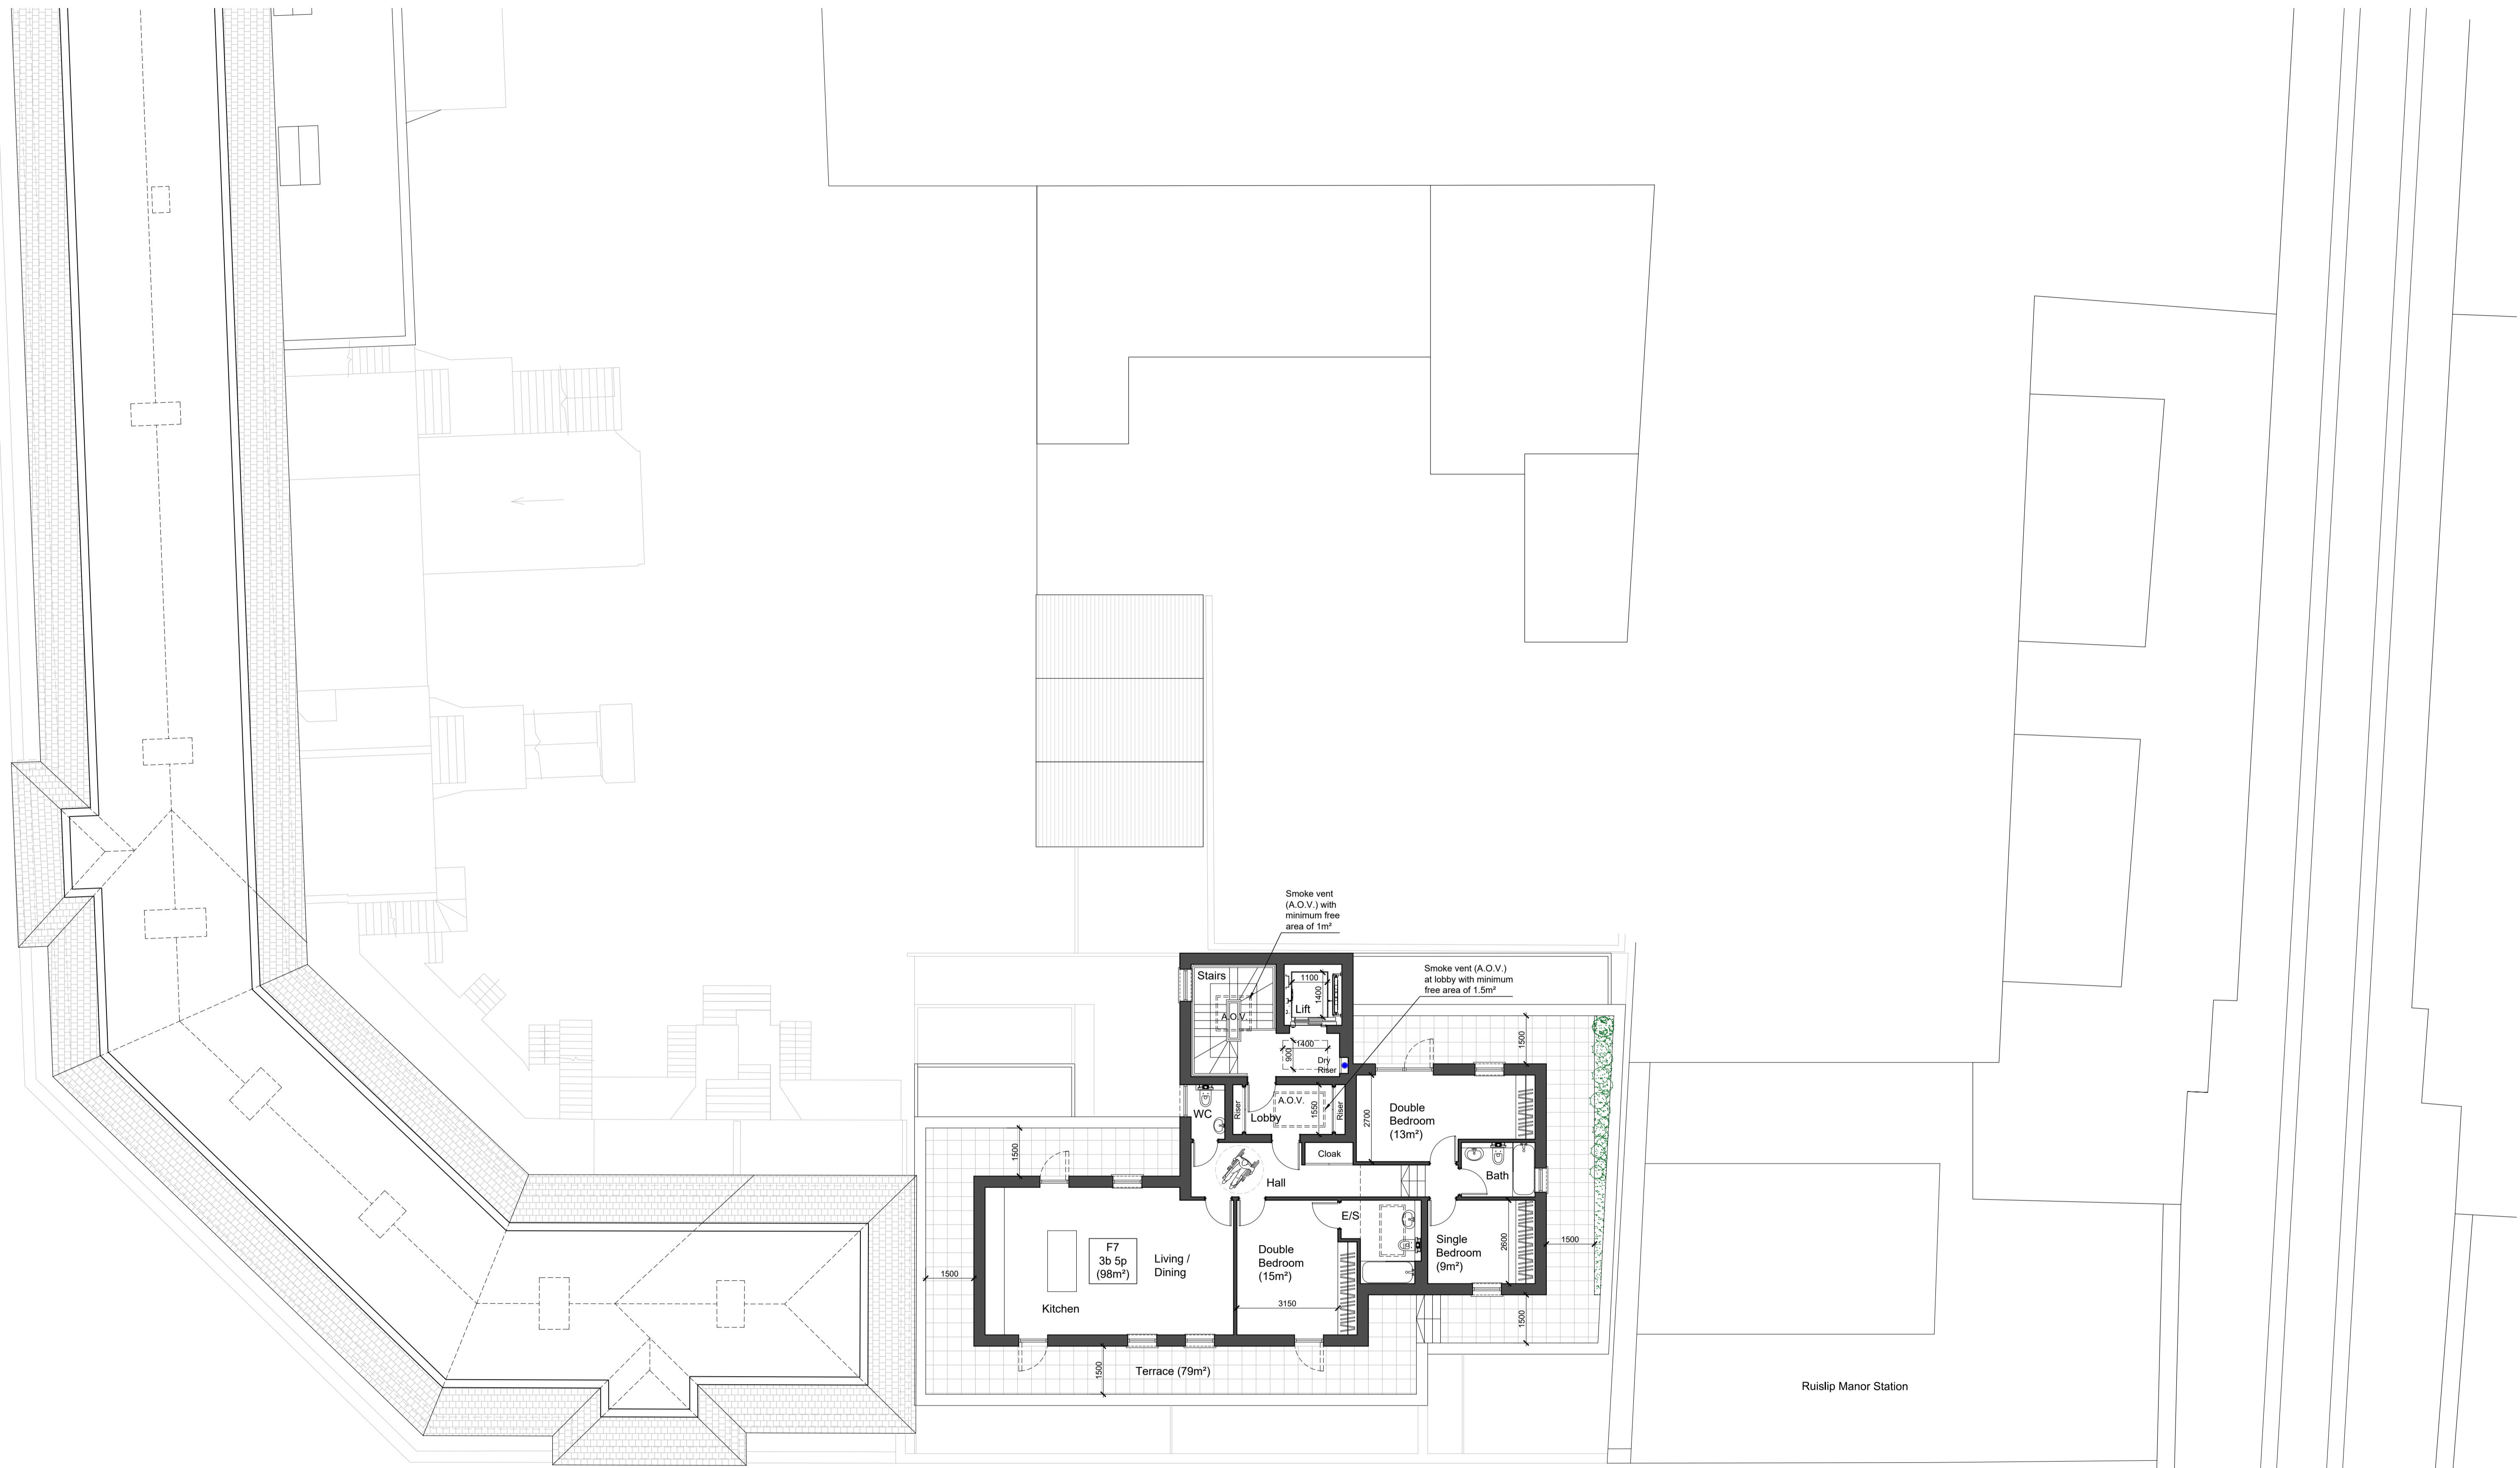 Smoke vent
(A.O.V.) with
minimum free
area of 1m²
Smoke vent (A.O.V.)
at lobby with minimum
free area of 1.5m²
Stairs
A.O.V.
1100
1400
Lift
1400
900
Dry
Riser
WC
Riser
Lobby
A.O.V.
1550
Riser
Cloak
Hall
2700
Double
Bedroom
(13m²)
Bath
1500
1500
E/S
Single
Bedroom
(9m²)
2600
1500
1500
1500
F7
3b 5p
(98m²)
Living /
Dining
Kitchen
Double
Bedroom
(15m²)
3150
1500
Terrace (79m²)
Ruislip Manor Station